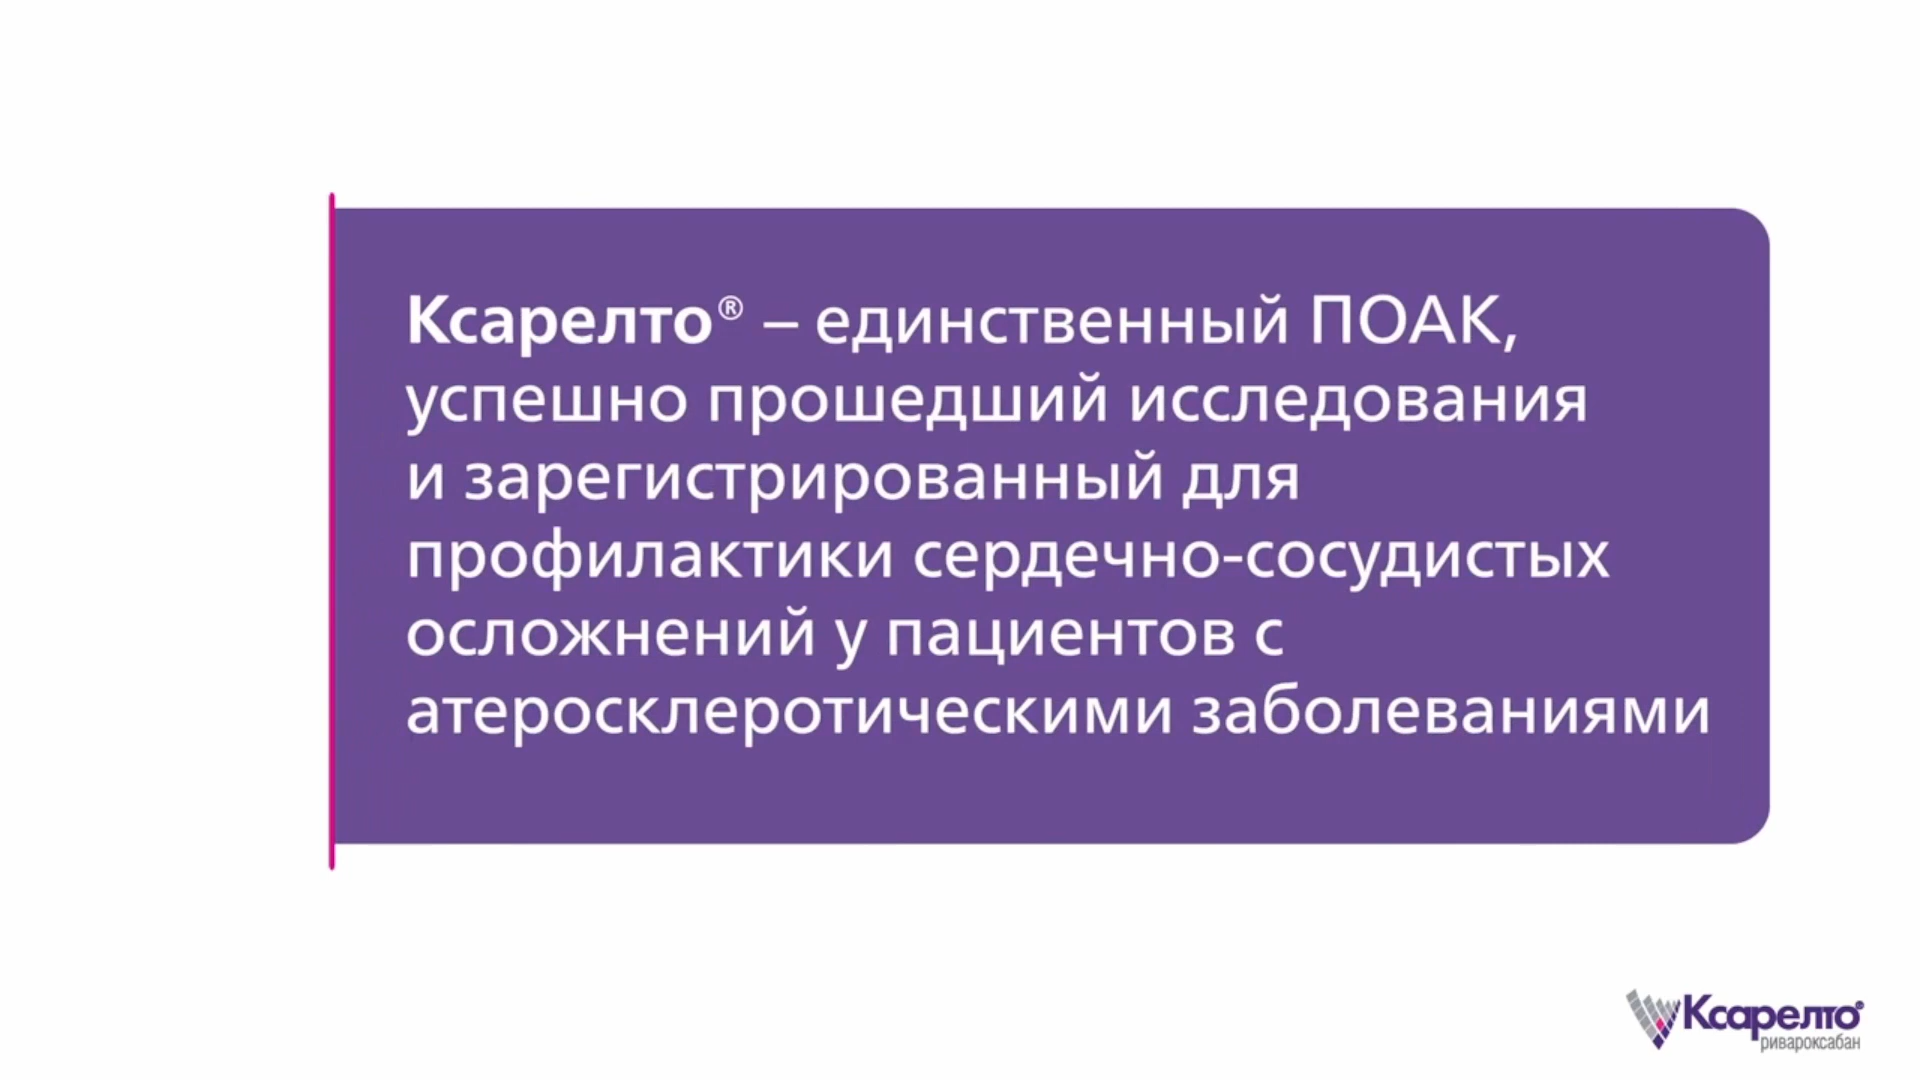 Ксарелто® – единственный ПОАК,
успешно прошедший исследования
и зарегистрированный для
профилактики сердечно-сосудистых
осложнений у пациентов с
атеросклеротическими заболеваниями
Ксарелто®
ривароксабан